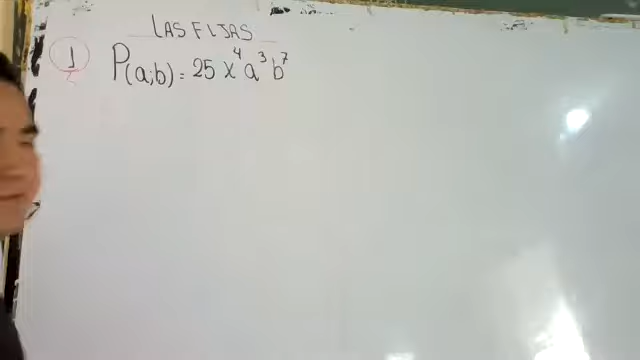 LAS FIJAS
1 P(a;b) = 25 x⁴ a³ b⁷